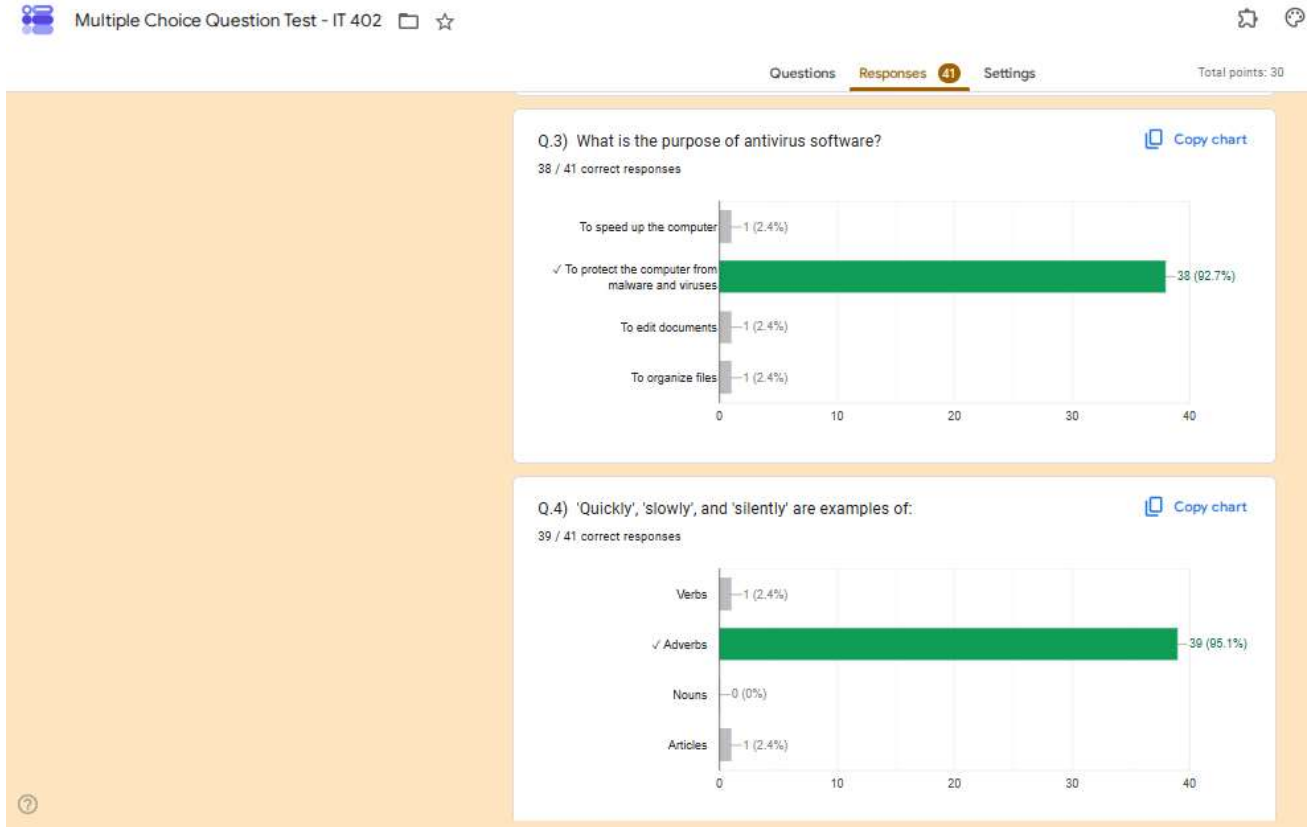 Multiple Choice Question Test - IT 402
Questions Responses 41 Settings Total points: 30
Q.3) What is the purpose of antivirus software?
Copy chart
38 / 41 correct responses
To speed up the computer 1 (2.4%)
✓ To protect the computer from
malware and viruses
38 (92.7%)
To edit documents 1 (2.4%)
To organize files 1 (2.4%)
0 10 20 30 40
Q.4) 'Quickly', 'slowly', and 'silently' are examples of:
Copy chart
39 / 41 correct responses
Verbs 1 (2.4%)
✓ Adverbs 39 (95.1%)
Nouns 0 (0%)
Articles 1 (2.4%)
0 10 20 30 40